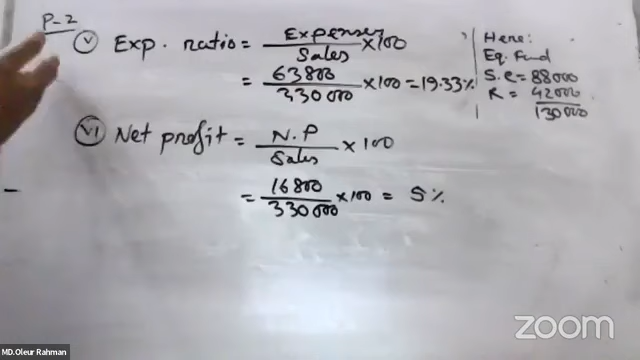 P-2
(v) Exp. ratio = Expenses / Sales × 100
= 63800 / 330000 × 100 = 19.33%
Here:
Eq. Fund
S.C = 88000
R = 42000
130000
(vi) Net profit = N.P / Sales × 100
= 16800 / 330000 × 100 = 5%
zoom
MD.Oleur Rahman